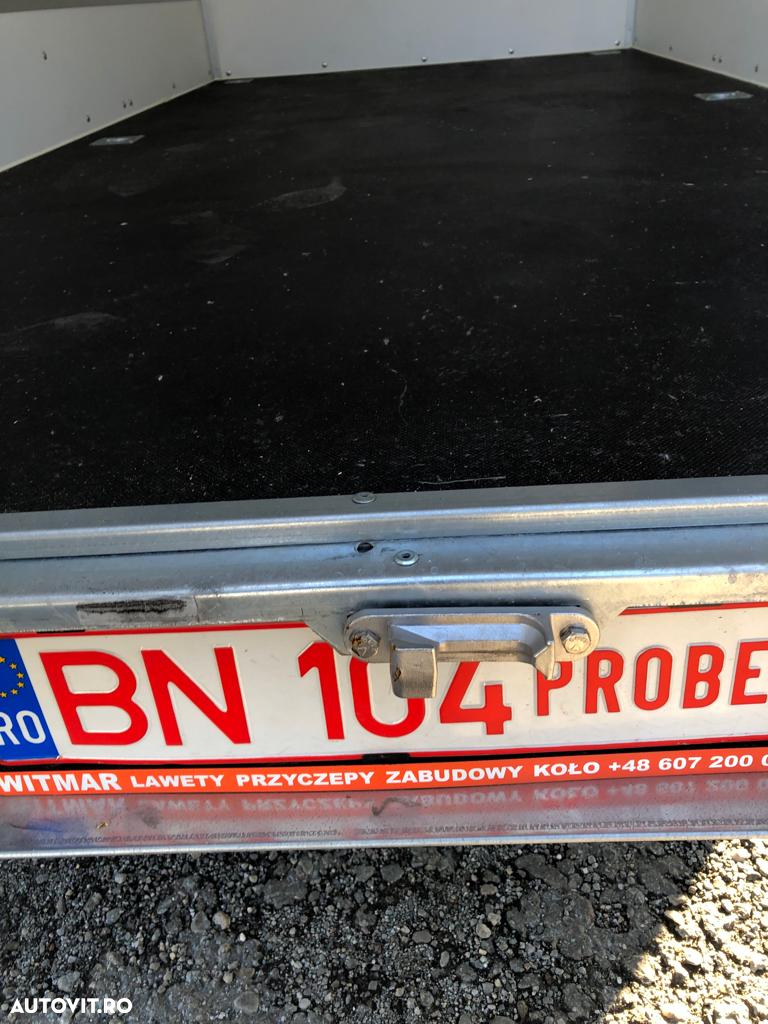 RO BN 104 PROBE
WITMAR LAWETY PRZYCZEPY ZABUDOWY KOŁO +48 607 200
AUTOVIT.RO